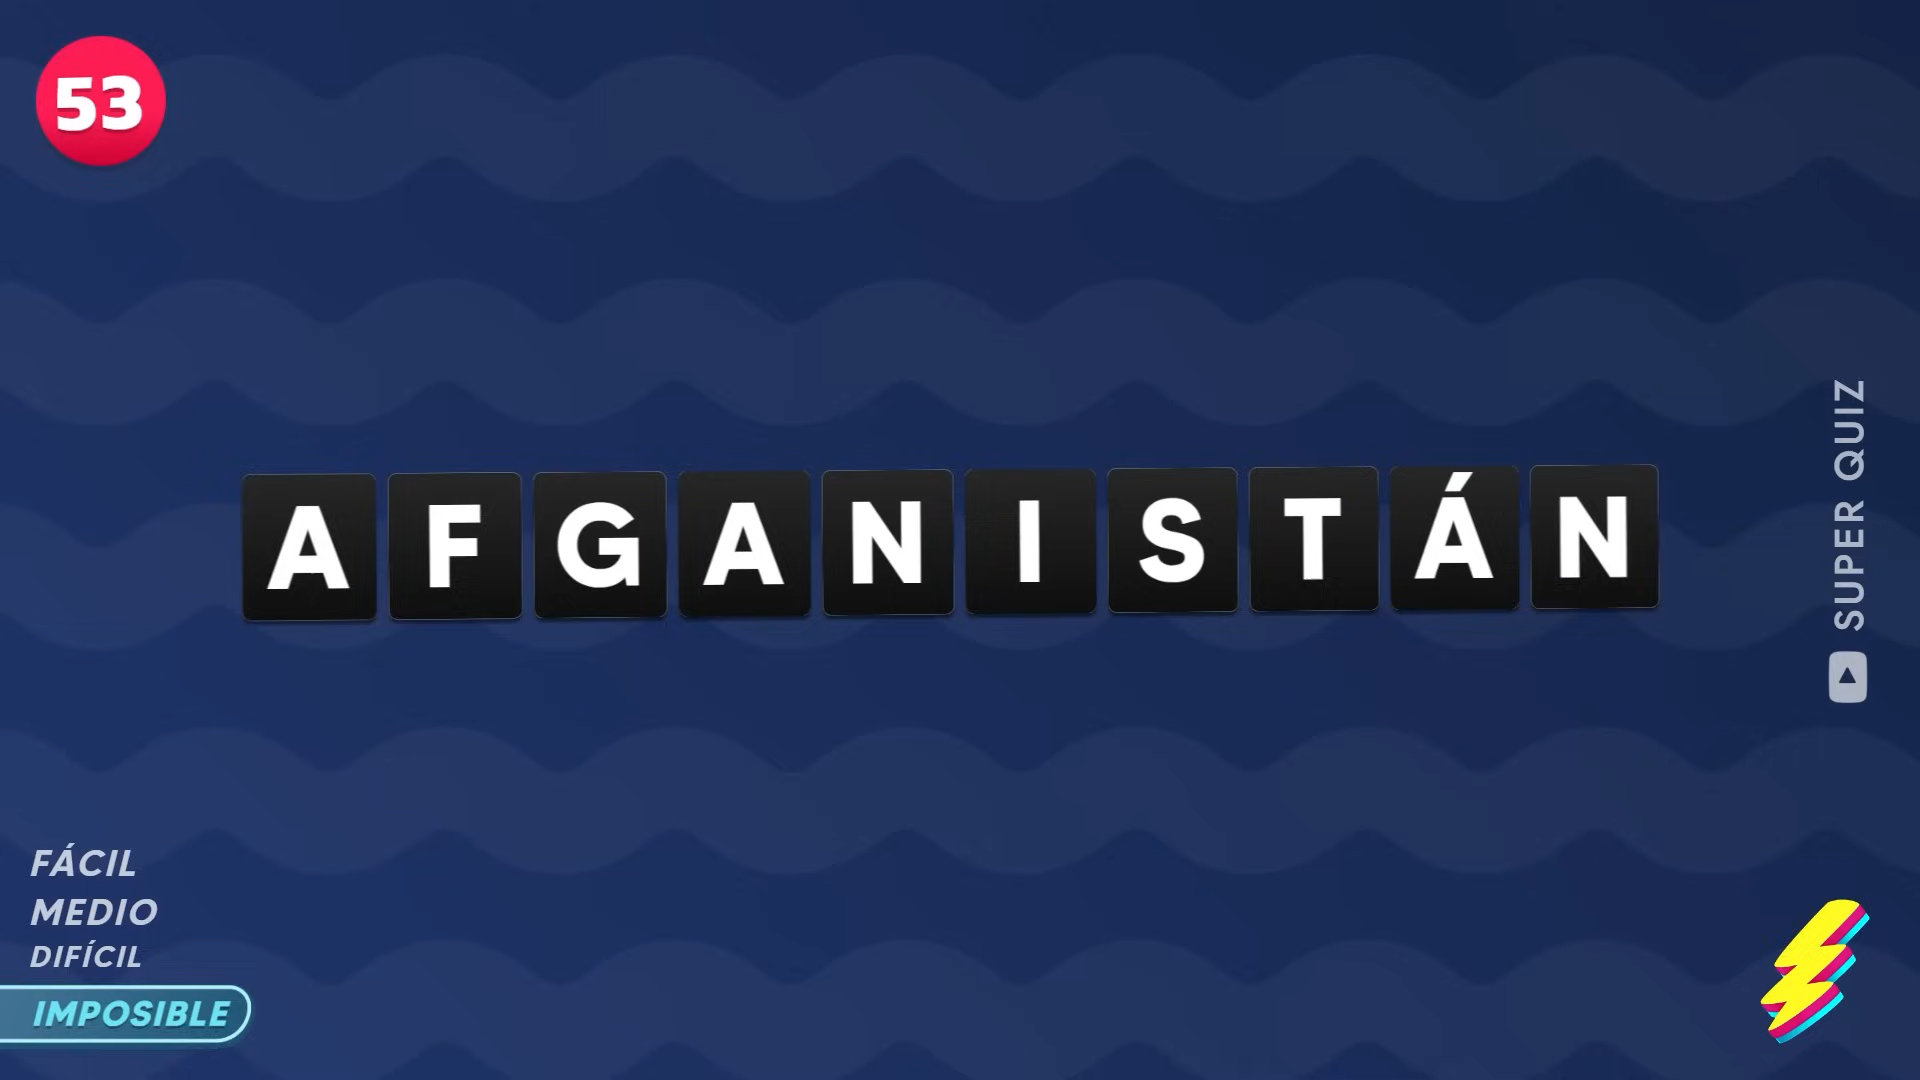 53
AFGANISTÁN
SUPER QUIZ
FÁCIL
MEDIO
DIFÍCIL
IMPOSIBLE